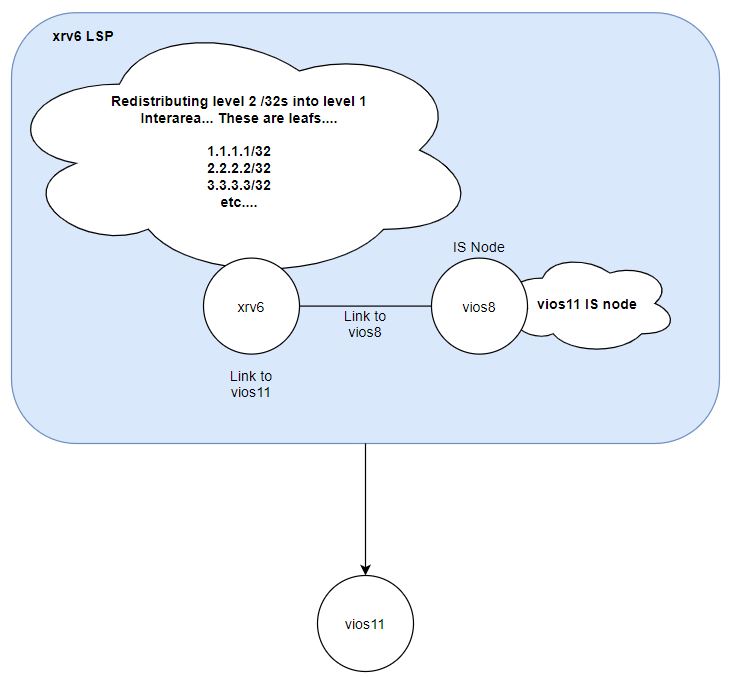 xrv6 LSP
Redistributing level 2 /32s into level 1
Interarea... These are leafs....
1.1.1.1/32
2.2.2.2/32
3.3.3.3/32
etc....
IS Node
xrv6
Link to
vios8
vios8
vios11 IS node
Link to
vios11
vios11